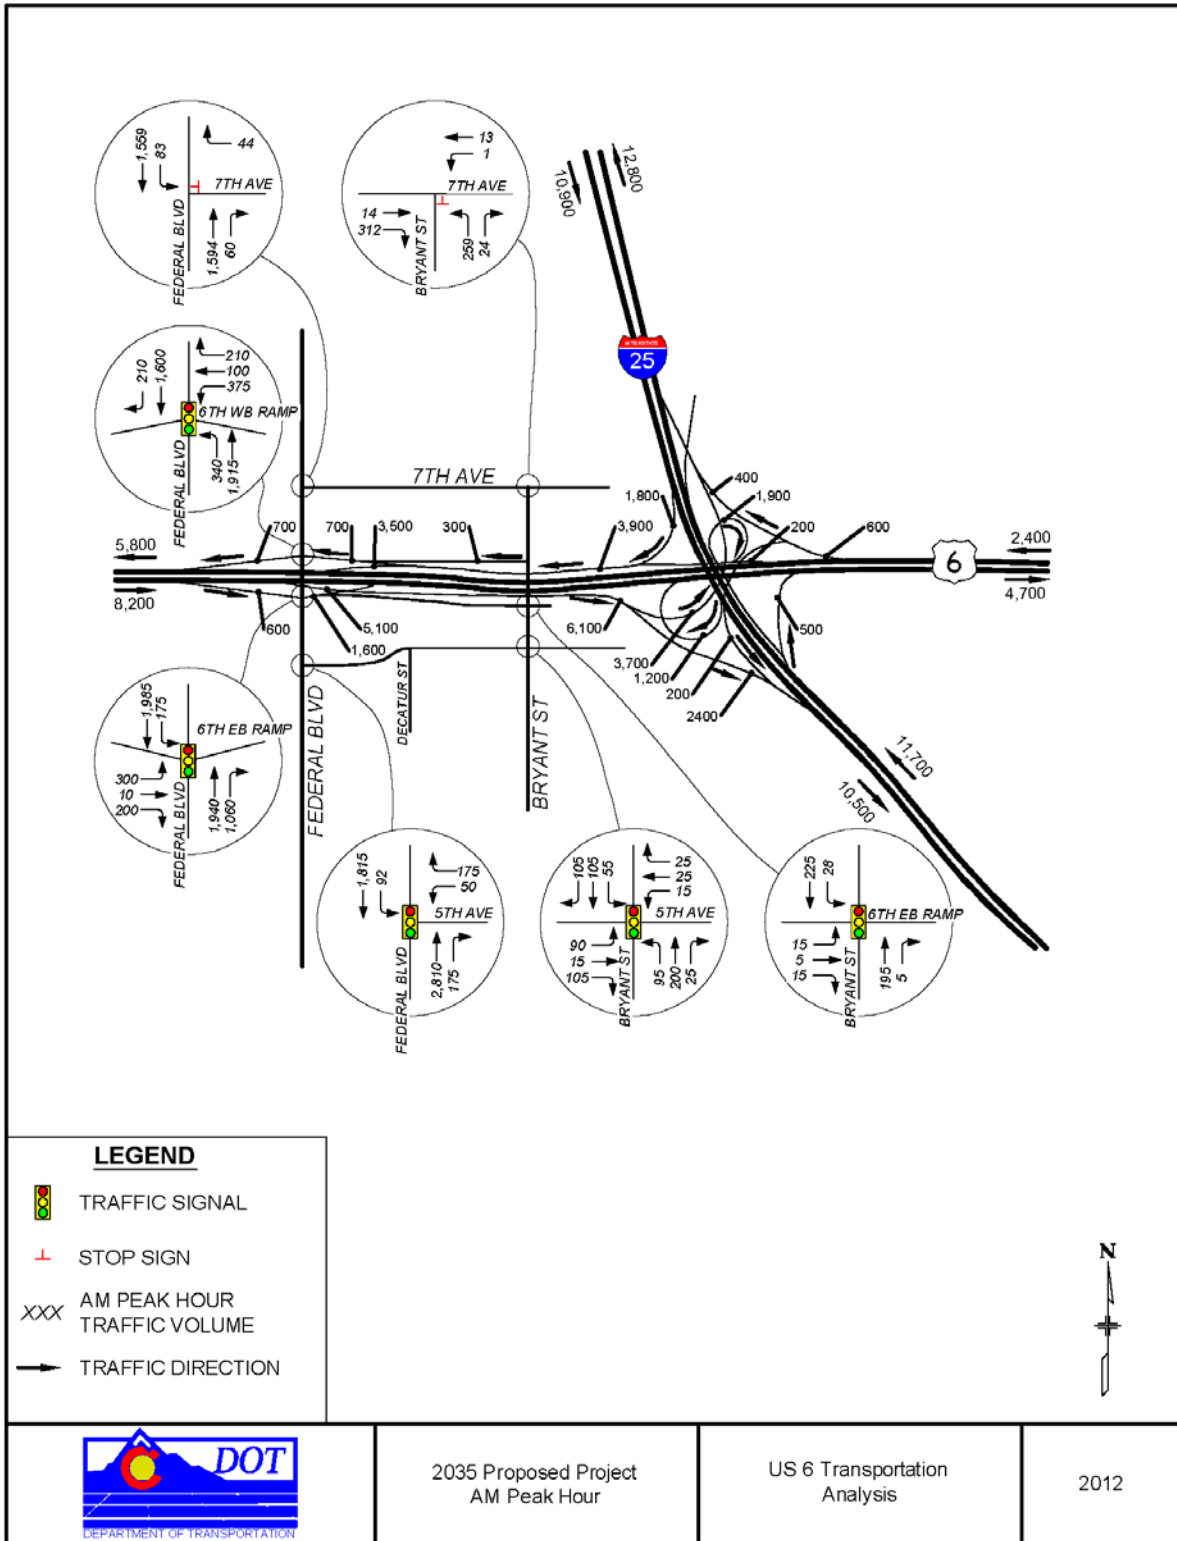 1,559
83
44
7TH AVE
FEDERAL BLVD
1,594
60
13
1
7TH AVE
14
312
BRYANT ST
259
24
10,900
12,800
INTERSTATE
25
210
1,600
210
100
375
6TH WB RAMP
FEDERAL BLVD
340
1,915
7TH AVE
400
1,800
1,900
700
700
3,500
300
3,900
200
600
5,800
2,400
6
8,200
4,700
600
5,100
1,600
6,100
3,700
1,200
200
2400
500
1,985
175
6TH EB RAMP
300
10
200
1,940
1,060
FEDERAL BLVD
FEDERAL BLVD
DECATUR ST
BRYANT ST
11,700
10,500
1,815
92
175
50
5TH AVE
2,810
175
FEDERAL BLVD
105
105
55
25
25
15
5TH AVE
90
15
105
95
200
25
BRYANT ST
225
28
6TH EB RAMP
15
5
15
195
5
BRYANT ST
LEGEND
TRAFFIC SIGNAL
STOP SIGN
XXX AM PEAK HOUR
TRAFFIC VOLUME
TRAFFIC DIRECTION
N
C DOT
DEPARTMENT OF TRANSPORTATION
2035 Proposed Project
AM Peak Hour
US 6 Transportation
Analysis
2012